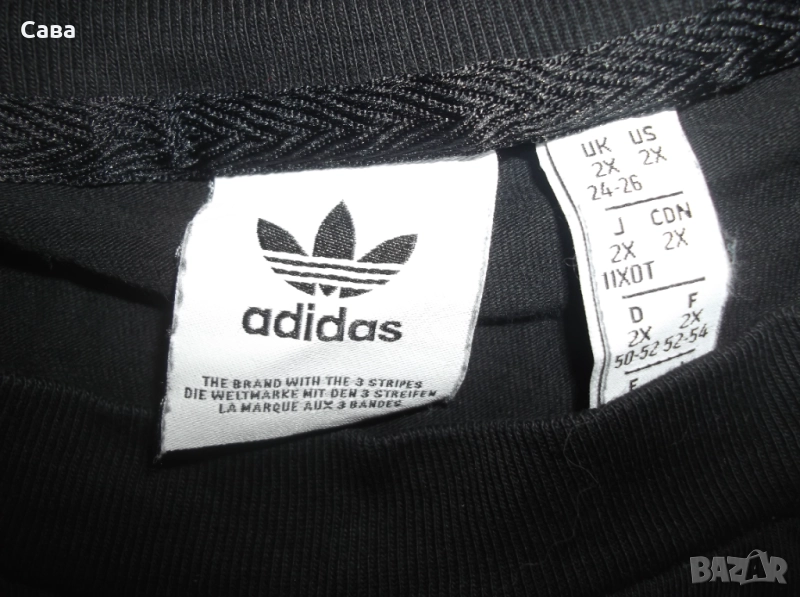 Сава
adidas
THE BRAND WITH THE 3 STRIPES
DIE WELTMARKE MIT DEN 3 STREIFEN
LA MARQUE AUX 3 BANDES
UK US
2X 2X
24-26
J CDN
2X 2X
11XOT
D F
2X 2X
50-52 52-54
BAZAR